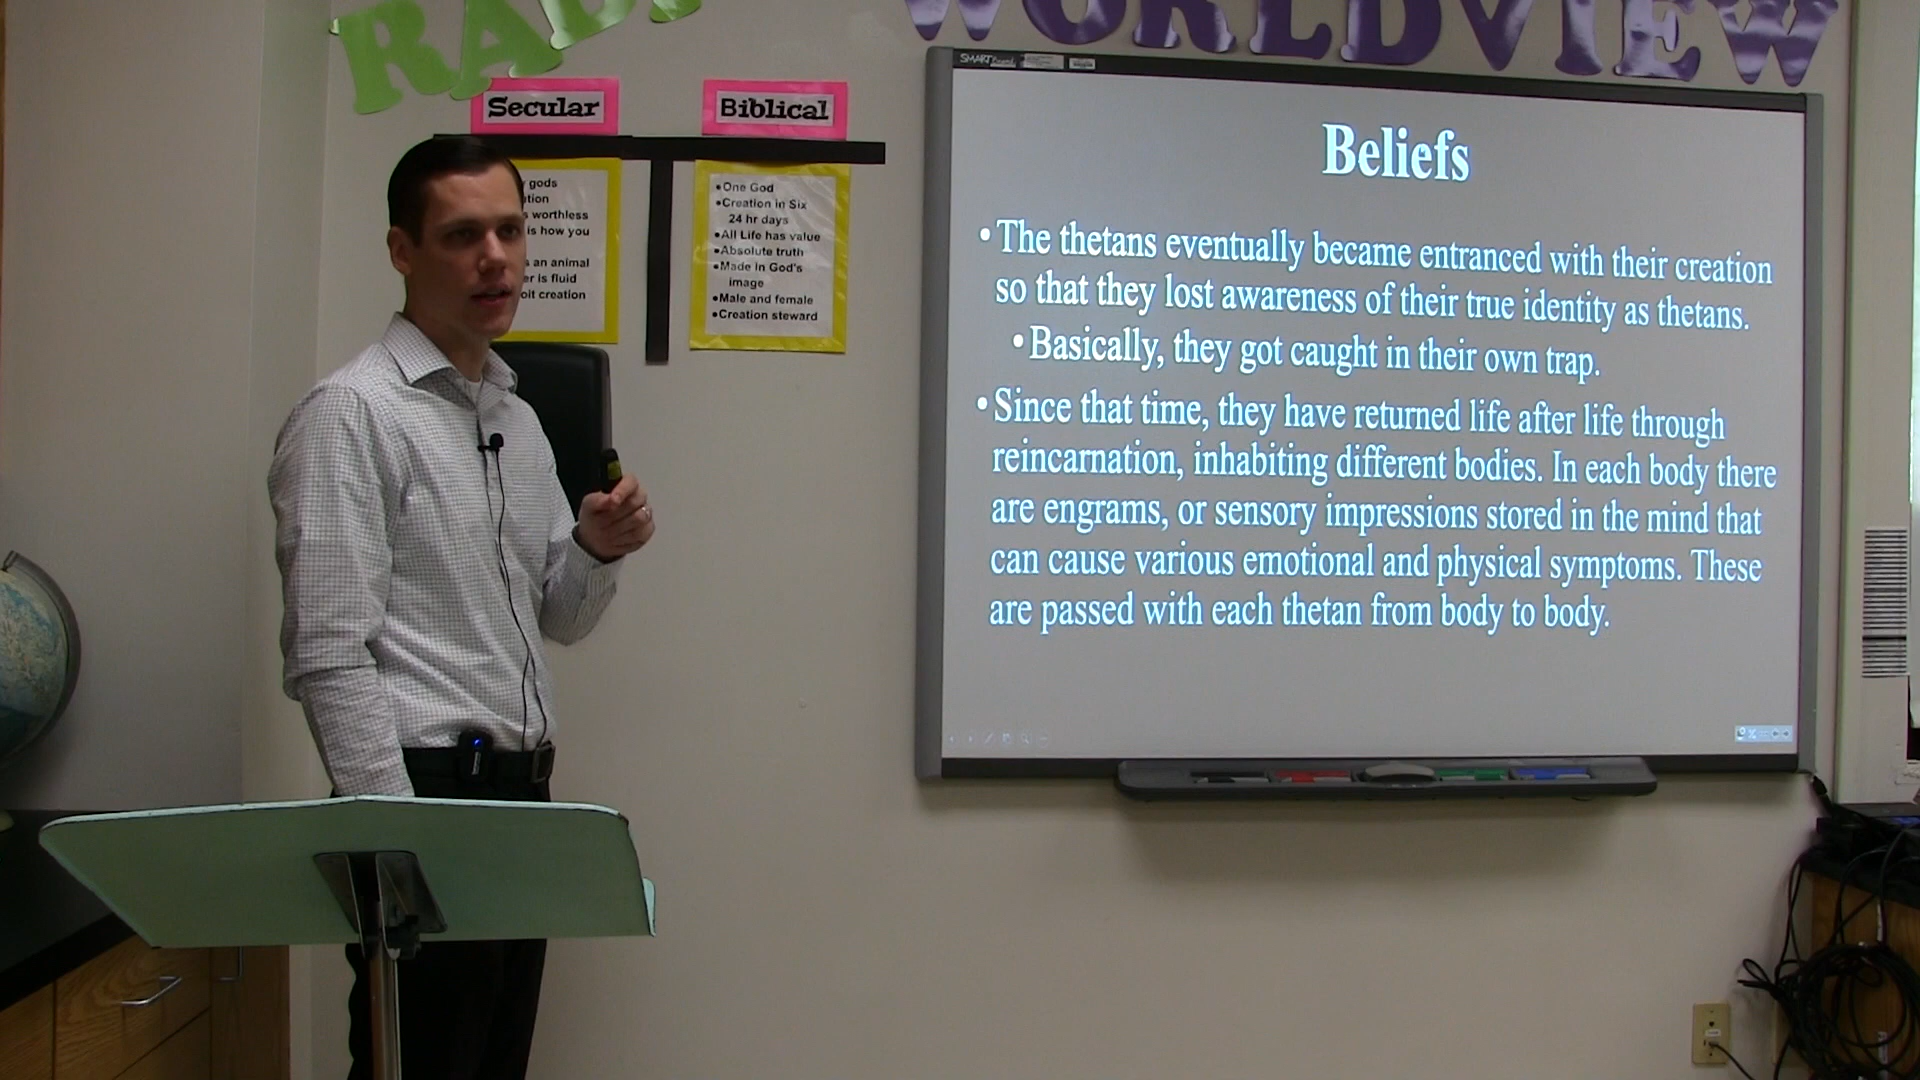 WORLDVIEW
SMART
Secular
Biblical
gods
worthless
is how you
an animal
is fluid
creation
•One God
•Creation in Six
24 hr days
•All Life has value
•Absolute truth
•Made in God's
image
•Male and female
•Creation steward
Beliefs
•The thetans eventually became entranced with their creation
so that they lost awareness of their true identity as thetans.
•Basically, they got caught in their own trap.
•Since that time, they have returned life after life through
reincarnation, inhabiting different bodies. In each body there
are engrams, or sensory impressions stored in the mind that
can cause various emotional and physical symptoms. These
are passed with each thetan from body to body.